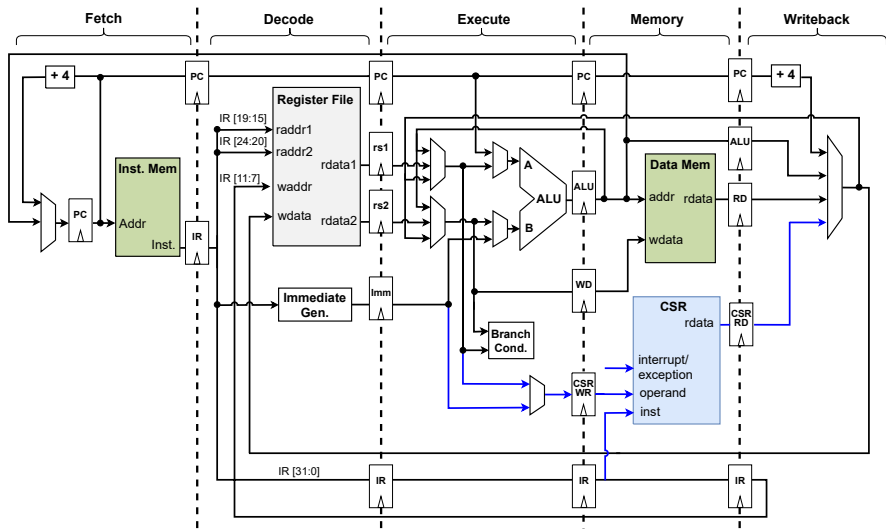 Fetch
Decode
Execute
Memory
Writeback
+ 4
PC
PC
PC
PC
+ 4
Register File
IR [19:15]
raddr1
IR [24:20]
raddr2
rdata1
IR [11:7]
waddr
wdata
rdata2
rs1
rs2
A
ALU
B
ALU
ALU
Data Mem
addr
rdata
wdata
RD
Inst. Mem
PC
Addr
Inst.
IR
Immediate
Gen.
Imm
WD
Branch
Cond.
CSR
rdata
interrupt/
exception
operand
inst
CSR
RD
CSR
WR
IR [31:0]
IR
IR
IR